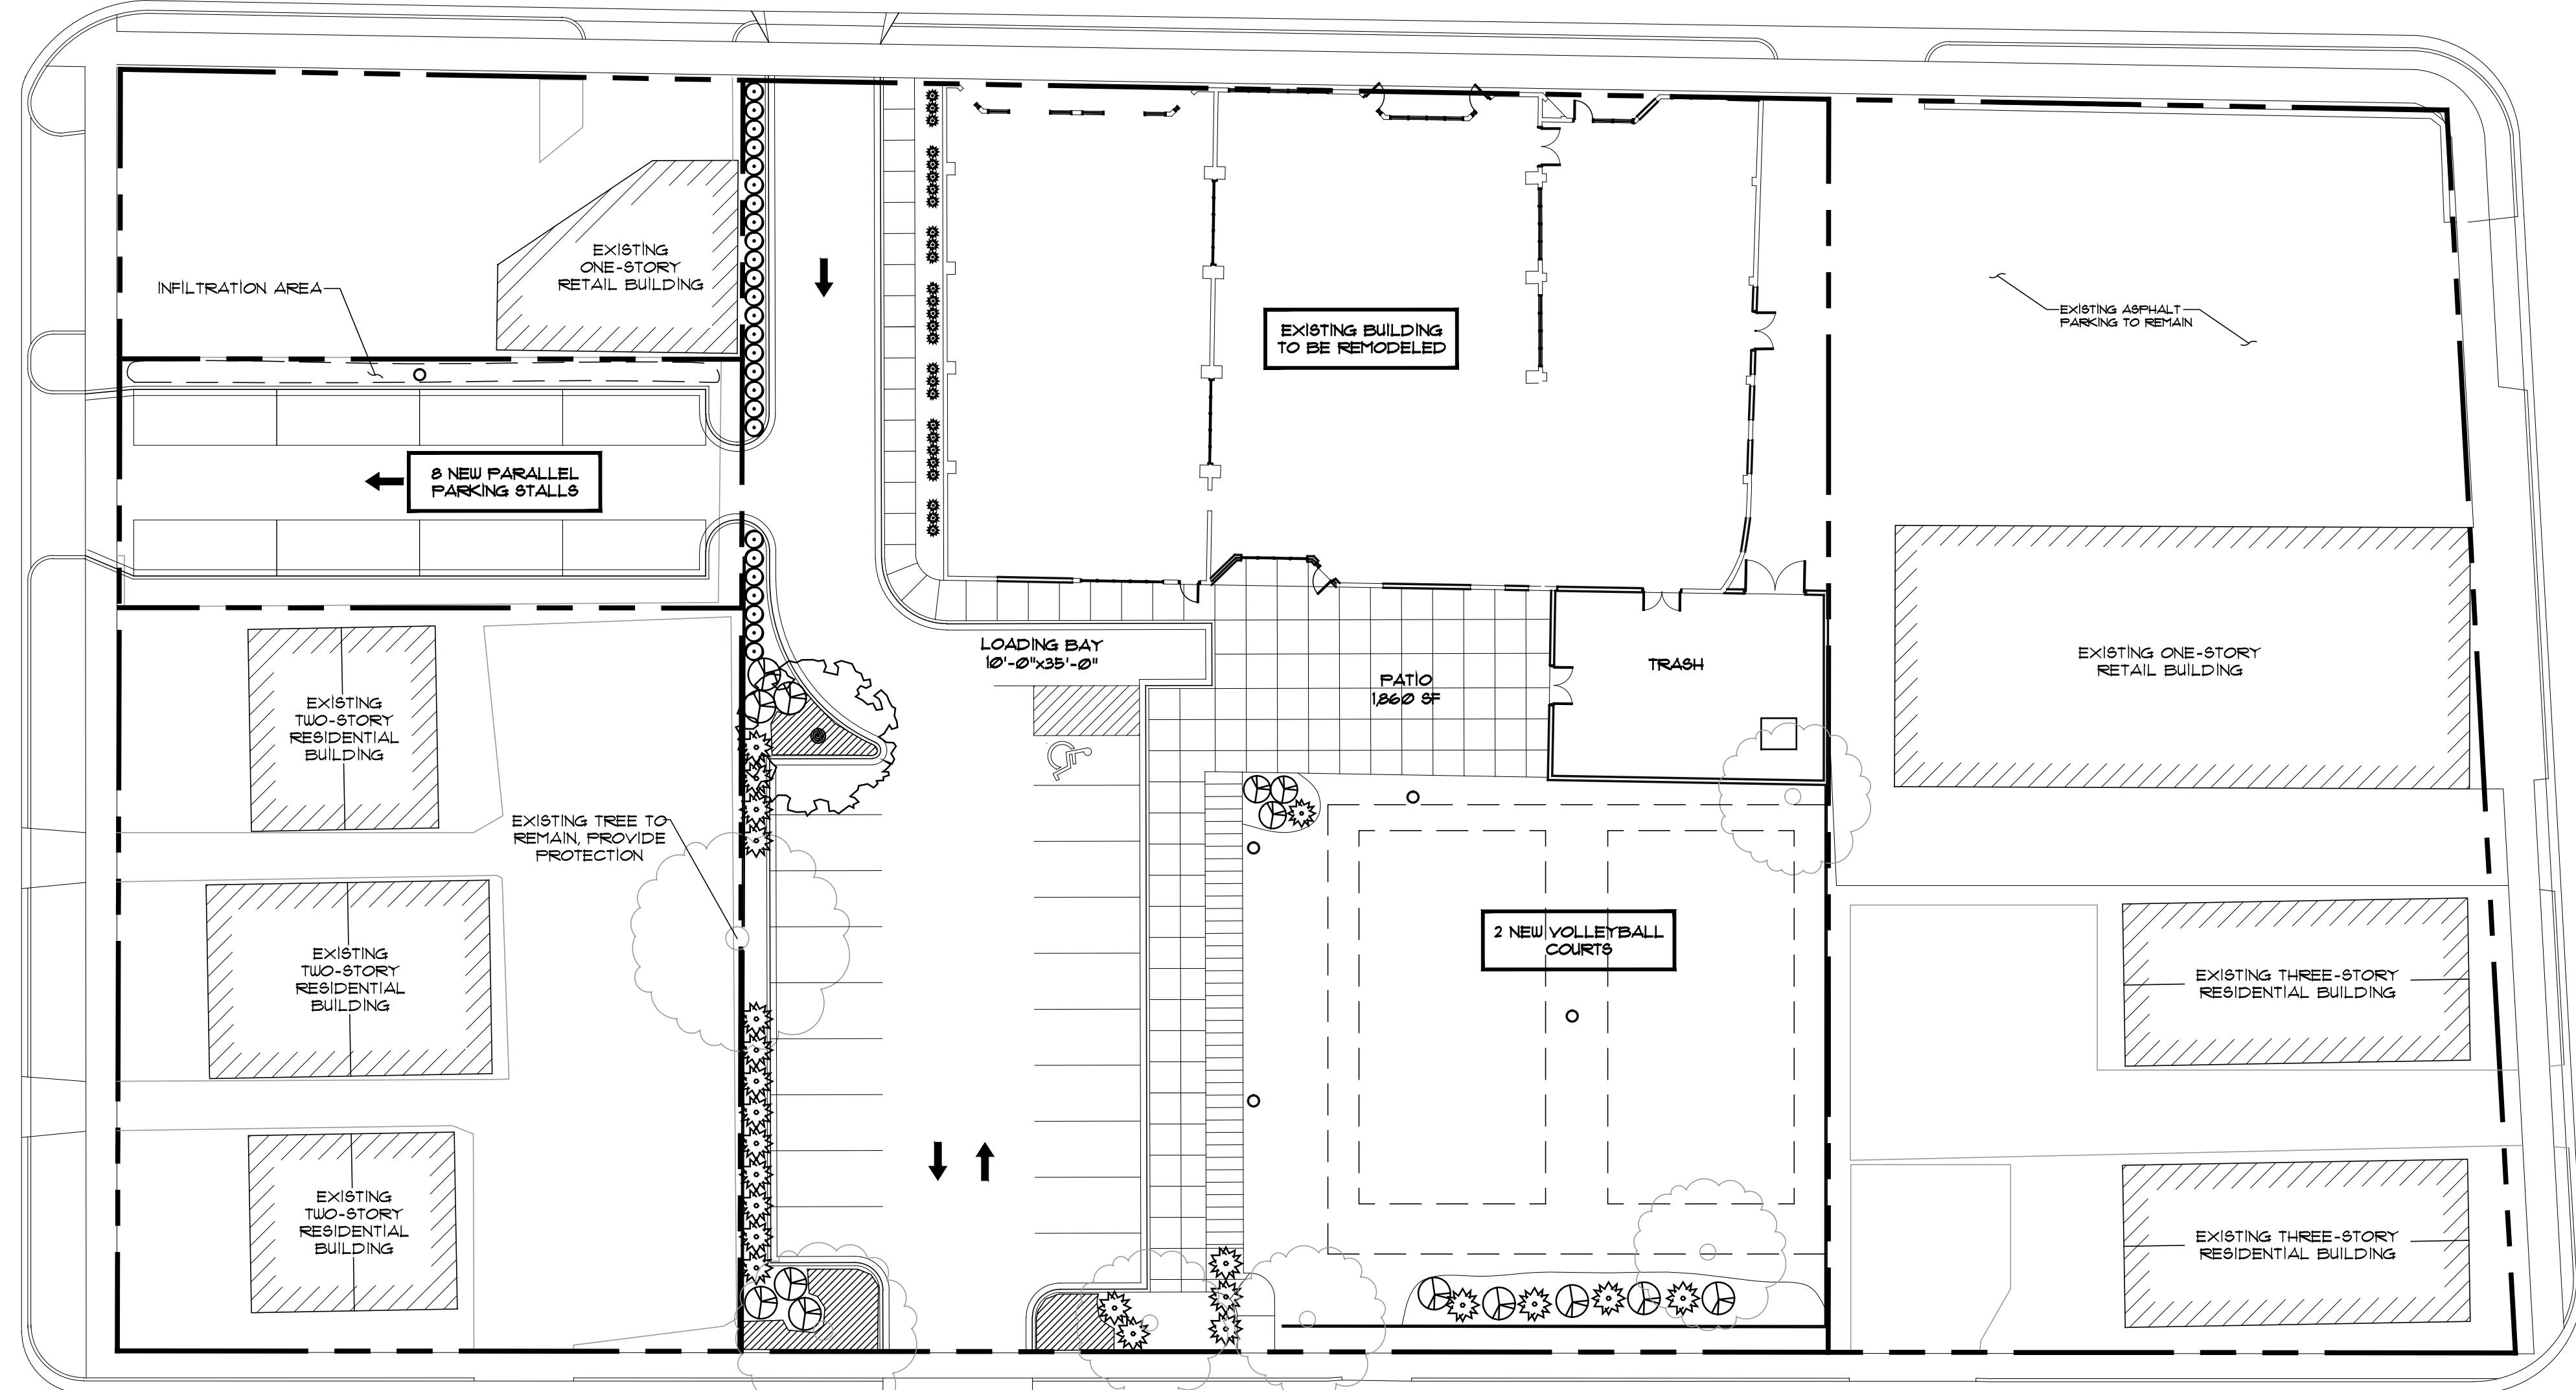 EXISTING
ONE-STORY
RETAIL BUILDING
INFILTRATION AREA
EXISTING BUILDING
TO BE REMODELED
EXISTING ASPHALT
PARKING TO REMAIN
8 NEW PARALLEL
PARKING STALLS
LOADING BAY
10'-0"x35'-0"
PATIO
1,860 SF
TRASH
EXISTING ONE-STORY
RETAIL BUILDING
EXISTING
TWO-STORY
RESIDENTIAL
BUILDING
EXISTING TREE TO
REMAIN, PROVIDE
PROTECTION
2 NEW VOLLEYBALL
COURTS
EXISTING
TWO-STORY
RESIDENTIAL
BUILDING
EXISTING THREE-STORY
RESIDENTIAL BUILDING
EXISTING
TWO-STORY
RESIDENTIAL
BUILDING
EXISTING THREE-STORY
RESIDENTIAL BUILDING